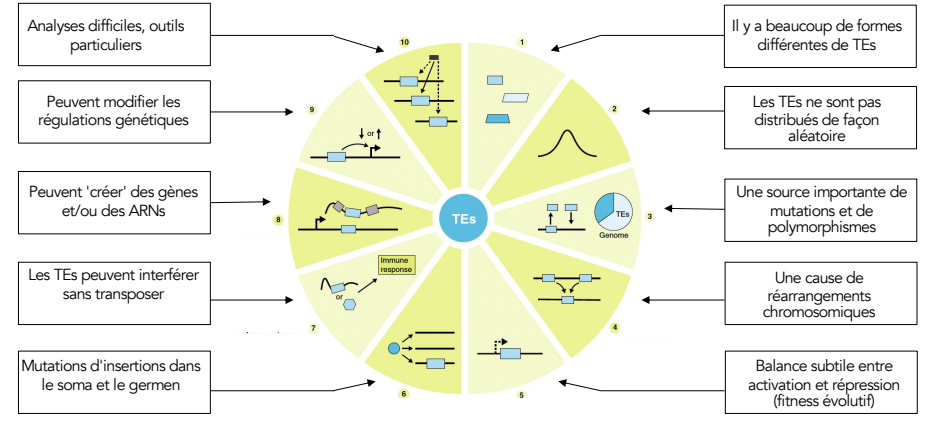 Analyses difficiles, outils
particuliers
Peuvent modifier les
régulations génétiques
Peuvent 'créer' des gènes
et/ou des ARNs
Les TEs peuvent interférer
sans transposer
Mutations d'insertions dans
le soma et le germen
10
1
9
or
2
8
TEs
TEs
Genome
3
Immune
response
or
7
4
6
5
Il y a beaucoup de formes
différentes de TEs
Les TEs ne sont pas
distribués de façon
aléatoire
Une source importante de
mutations et de
polymorphismes
Une cause de
réarrangements
chromosomiques
Balance subtile entre
activation et répression
(fitness évolutif)